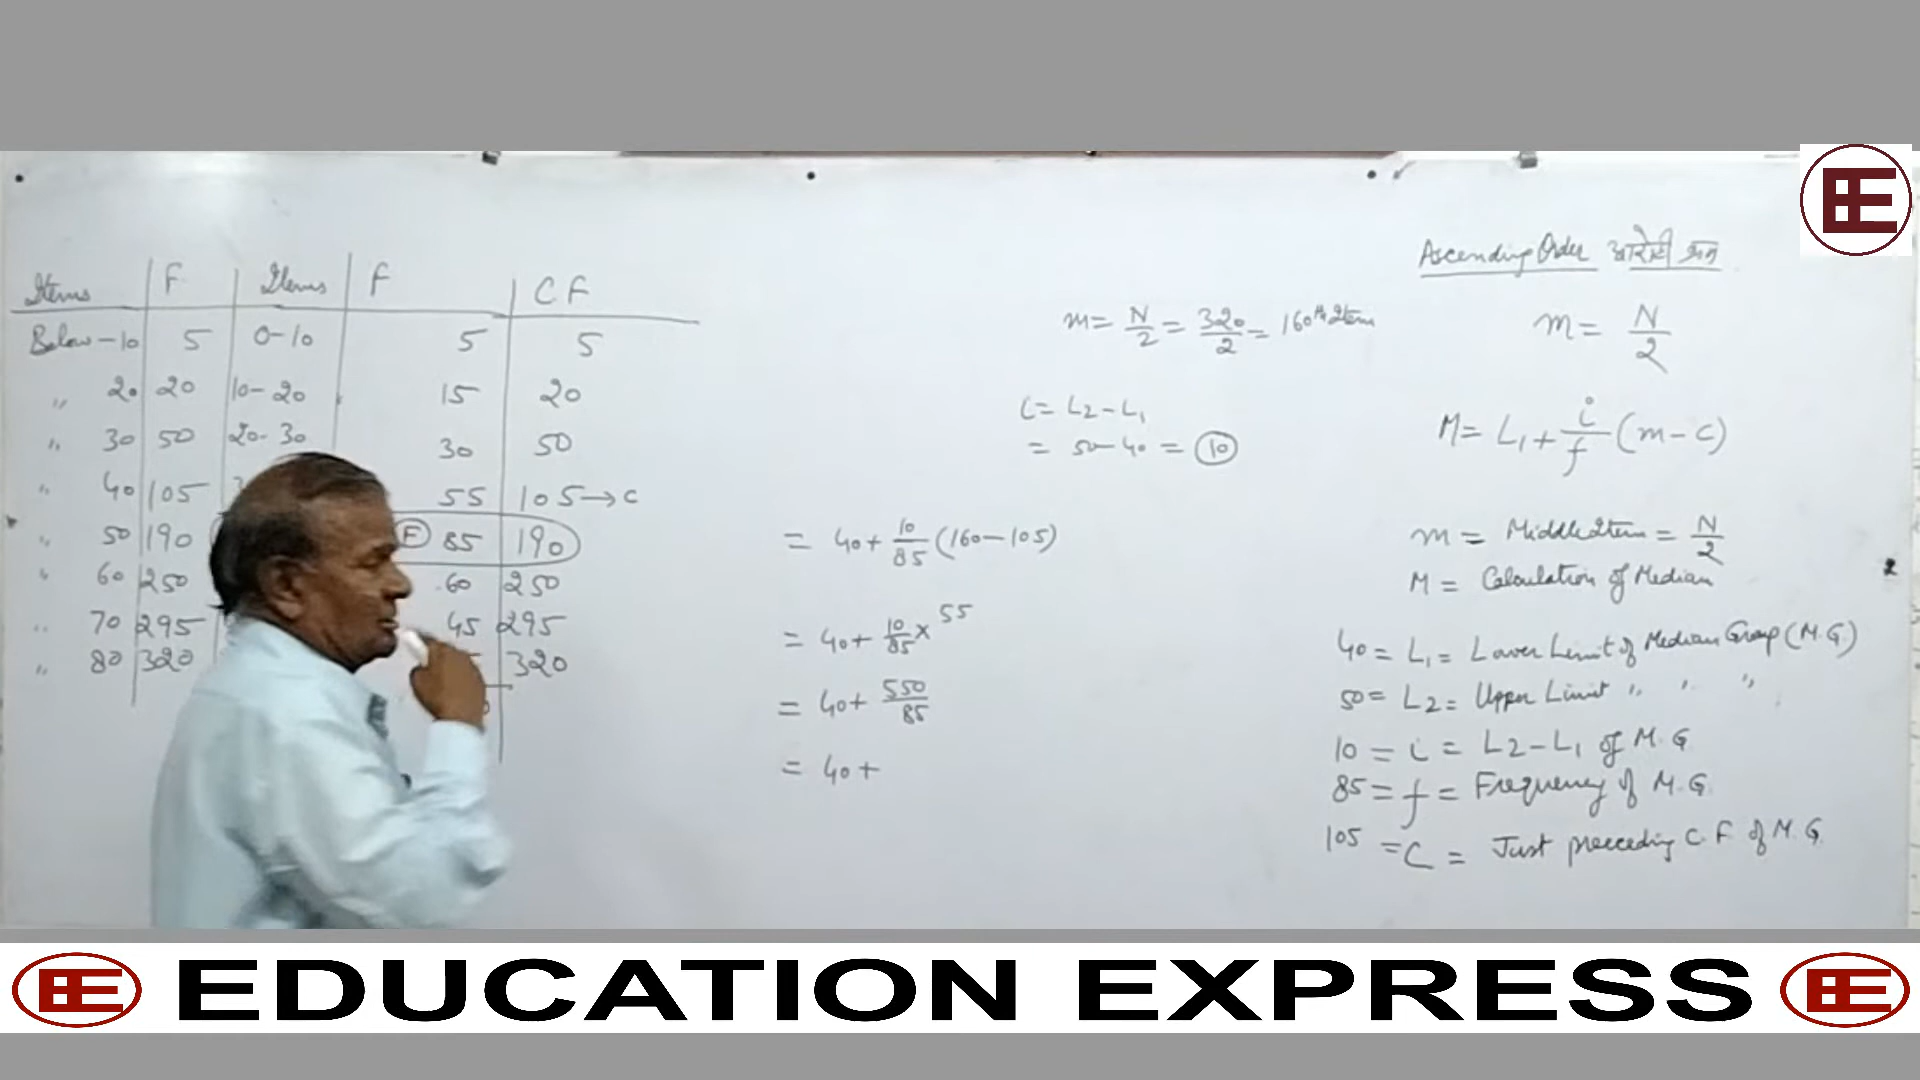 Ascending Order आरोही क्रम
Items F Items F CF
Below-10 5 0-10 5 5
" 20 20 10-20 15 20
" 30 50 20-30 30 50
" 40 105 55 105→C
" 50 190 F 85 190
" 60 250 60 250
" 70 295 45 295
" 80 320 320
m= N/2 = 320/2 = 160th Item
i= L2-L1
= 50-40 = 10
= 40+ 10/85 (160-105)
= 40+ 10/85 × 55
= 40+ 550/85
= 40+
m= N/2
M= L1+ i/f (m-c)
m = Middle Item = N/2
M = Calculation of Median
40 = L1 = Lower Limit of Median Group (M.G.)
50 = L2 = Upper Limit " " "
10 = i = L2-L1 of M.G
85 = f = Frequency of M.G.
105 = C = Just preceeding C.F of M.G.
EDUCATION EXPRESS